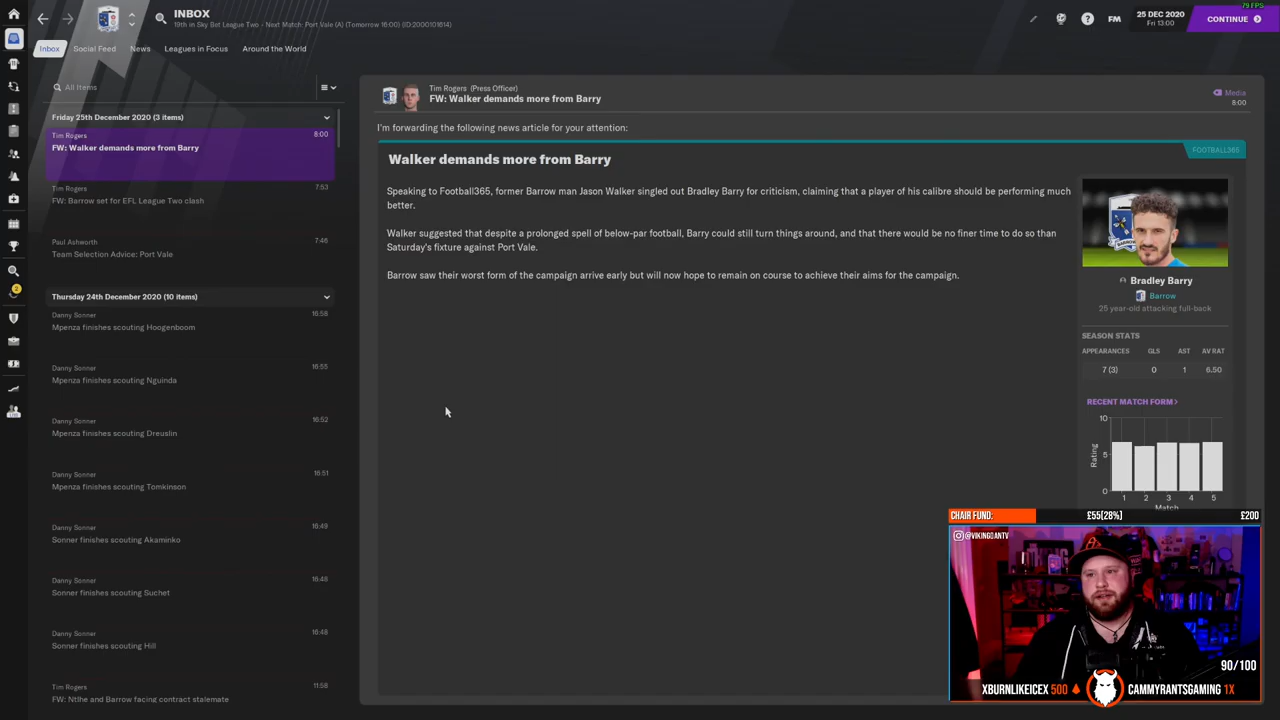 79 FPS
INBOX
19th in Sky Bet League Two - Next Match: Port Vale (A) (Tomorrow 16:00) (ID:2000101614)
FM
25 DEC 2020
Fri 13:00
CONTINUE
Inbox
Social Feed
News
Leagues in Focus
Around the World
All Items
Friday 25th December 2020 (3 items)
Tim Rogers
8:00
FW: Walker demands more from Barry
Tim Rogers
7:53
FW: Barrow set for EFL League Two clash
Paul Ashworth
7:46
Team Selection Advice: Port Vale
2
Thursday 24th December 2020 (10 items)
Danny Sonner
16:58
Mpenza finishes scouting Hoogenboom
Danny Sonner
16:55
Mpenza finishes scouting Nguinda
Danny Sonner
16:52
Mpenza finishes scouting Dreuslin
Danny Sonner
16:51
Mpenza finishes scouting Tomkinson
Danny Sonner
16:49
Sonner finishes scouting Akaminko
Danny Sonner
16:48
Sonner finishes scouting Suchet
Danny Sonner
16:48
Sonner finishes scouting Hill
Tim Rogers
11:58
FW: Ntlhe and Barrow facing contract stalemate
Tim Rogers (Press Officer)
FW: Walker demands more from Barry
Media
8:00
I'm forwarding the following news article for your attention:
Walker demands more from Barry
FOOTBALL365
Speaking to Football365, former Barrow man Jason Walker singled out Bradley Barry for criticism, claiming that a player of his calibre should be performing much
better.
Walker suggested that despite a prolonged spell of below-par football, Barry could still turn things around, and that there would be no finer time to do so than
Saturday's fixture against Port Vale.
Barrow saw their worst form of the campaign arrive early but will now hope to remain on course to achieve their aims for the campaign.
Bradley Barry
Barrow
25 year-old attacking full-back
SEASON STATS
APPEARANCES GLS AST AV RAT
7 (3) 0 1 6.50
RECENT MATCH FORM>
10
5
0
Rating
1 2 3 4 5
Match
CHAIR FUND:
£55(28%)
£200
@VIKINGDANTV
90/100
XBURNLIKEICEX 500
CAMMYRANTSGAMING 1X